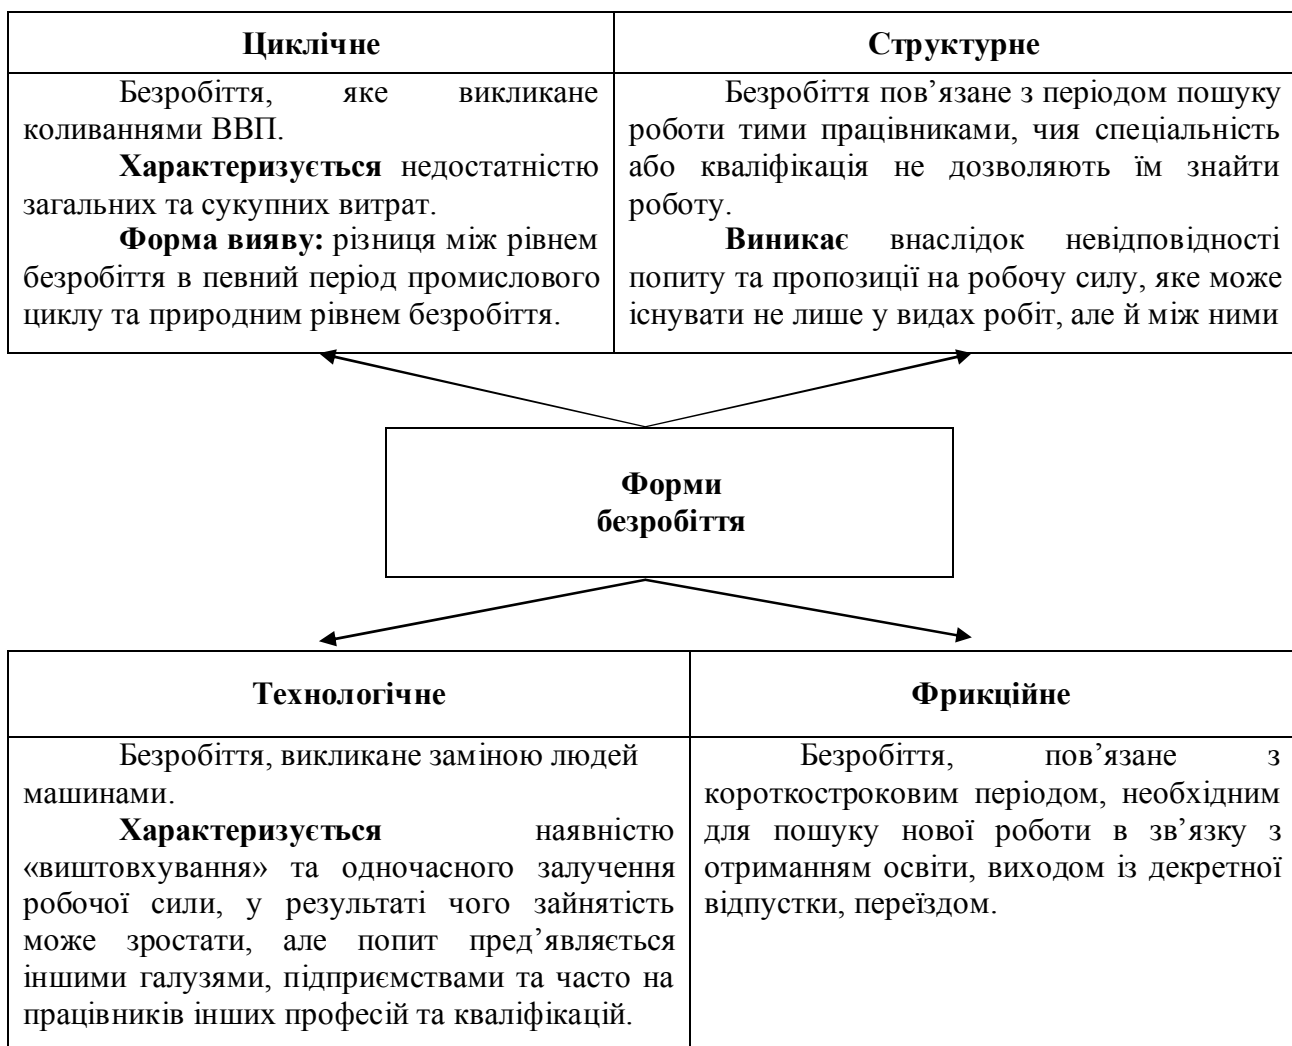 Циклічне
Структурне
Безробіття, яке викликане
коливаннями ВВП.
Характеризується недостатністю
загальних та сукупних витрат.
Форма вияву: різниця між рівнем
безробіття в певний період промислового
циклу та природним рівнем безробіття.
Безробіття пов’язане з періодом пошуку
роботи тими працівниками, чия спеціальність
або кваліфікація не дозволяють їм знайти
роботу.
Виникає внаслідок невідповідності
попиту та пропозиції на робочу силу, яке може
існувати не лише у видах робіт, але й між ними
Форми
безробіття
Технологічне
Фрикційне
Безробіття, викликане заміною людей
машинами.
Характеризується наявністю
«виштовхування» та одночасного залучення
робочої сили, у результаті чого зайнятість
може зростати, але попит пред’являється
іншими галузями, підприємствами та часто на
працівників інших професій та кваліфікацій.
Безробіття, пов’язане з
короткостроковим періодом, необхідним
для пошуку нової роботи в зв’язку з
отриманням освіти, виходом із декретної
відпустки, переїздом.